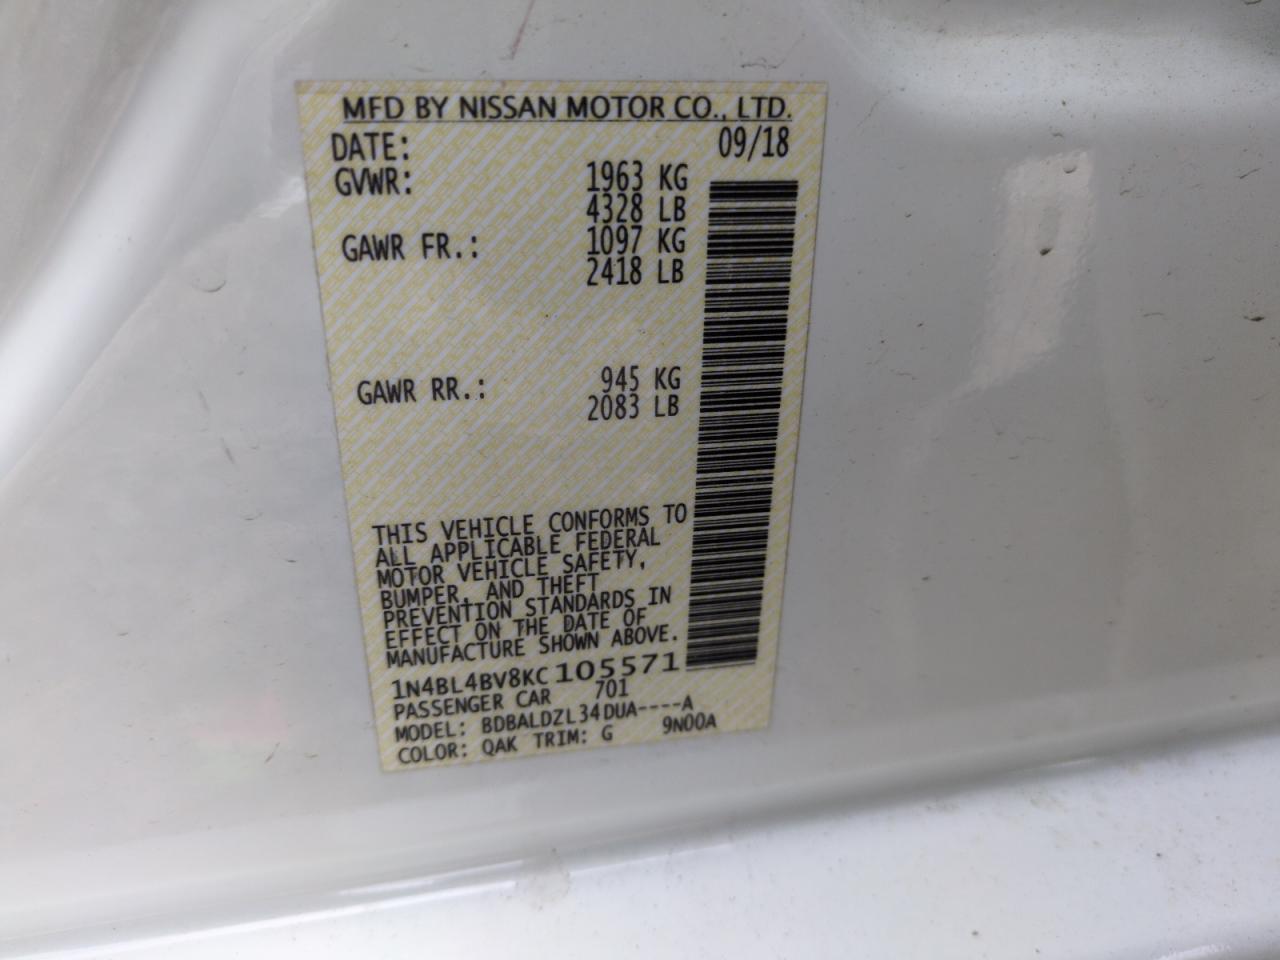 MFD BY NISSAN MOTOR CO., LTD.
DATE: 09/18
GVWR: 1963 KG
4328 LB
GAWR FR.: 1097 KG
2418 LB
GAWR RR.: 945 KG
2083 LB
THIS VEHICLE CONFORMS TO
ALL APPLICABLE FEDERAL
MOTOR VEHICLE SAFETY,
BUMPER, AND THEFT
PREVENTION STANDARDS IN
EFFECT ON THE DATE OF
MANUFACTURE SHOWN ABOVE.
1N4BL4BV8KC105571
PASSENGER CAR 701
MODEL: BDBALDZL34DUA----A
COLOR: QAK TRIM: G 9N00A